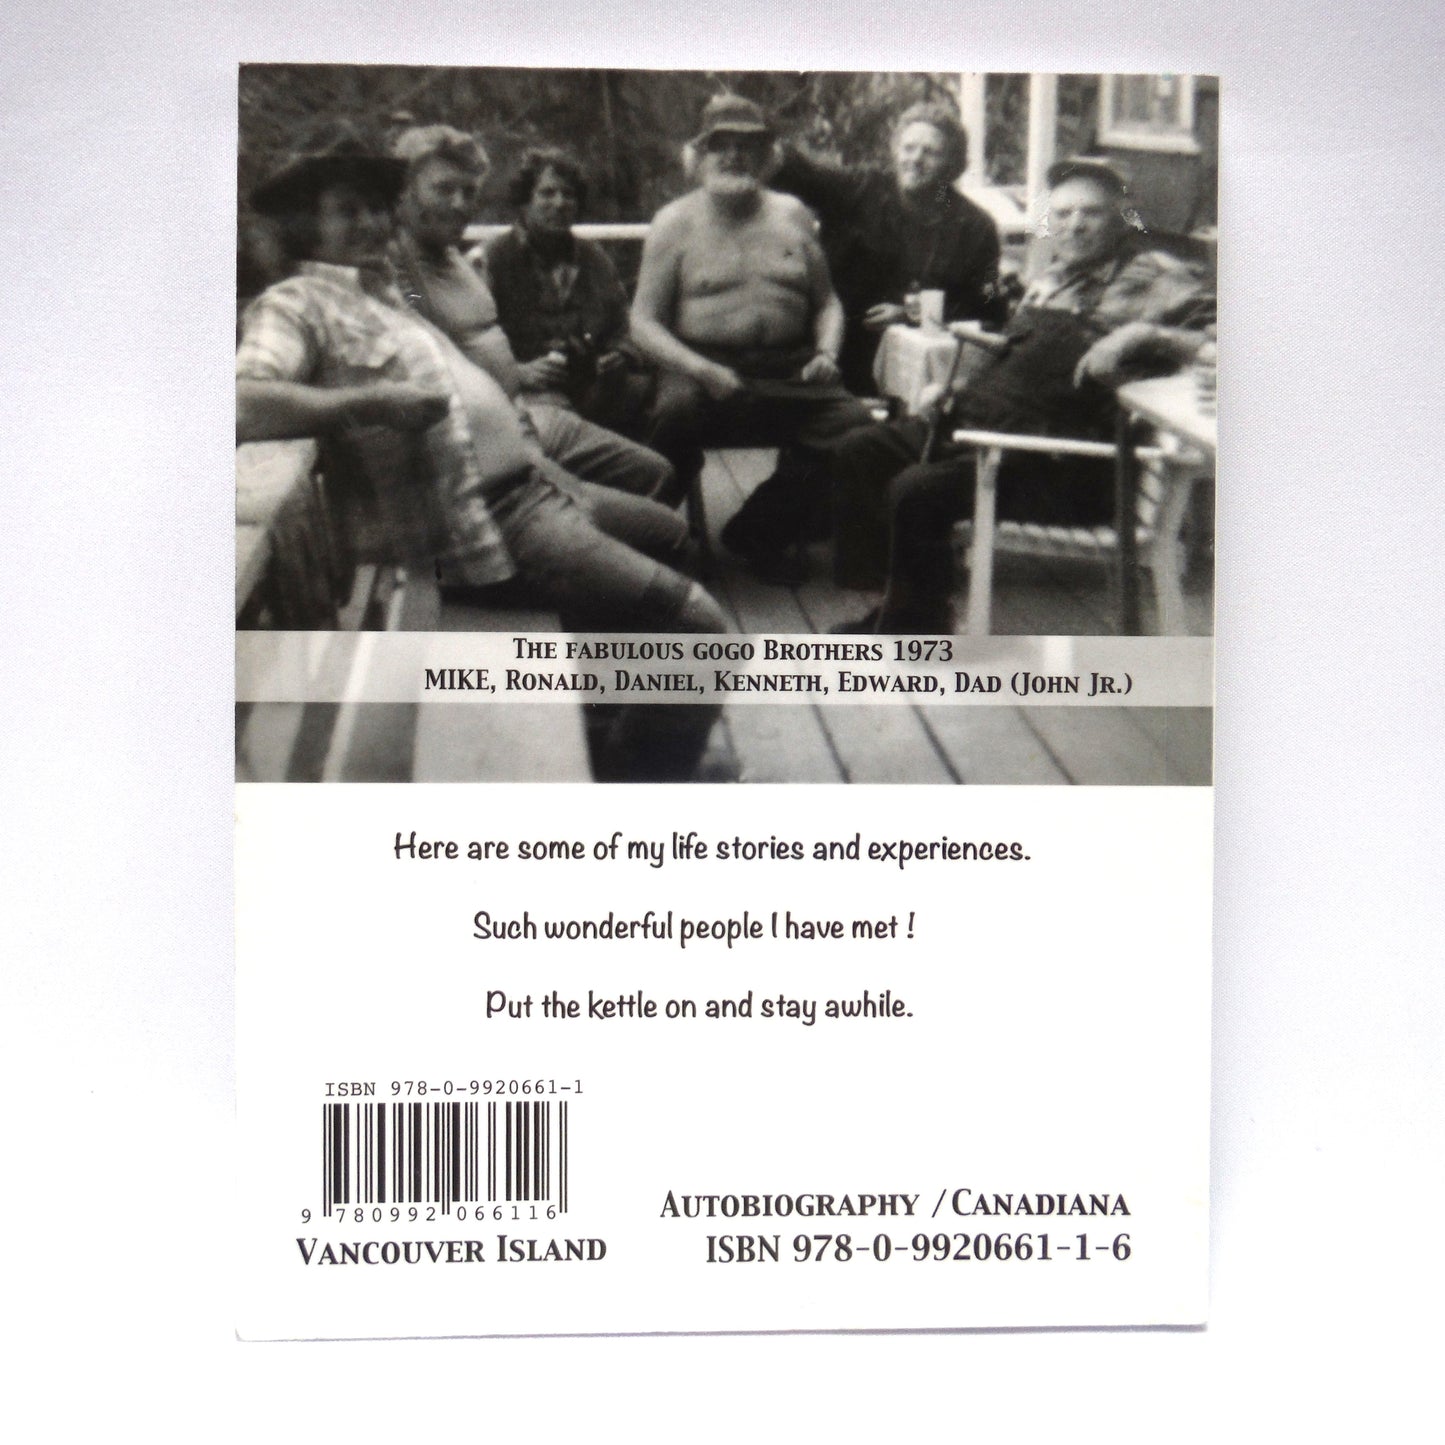 The fabulous gogo Brothers 1973
MIKE, Ronald, Daniel, Kenneth, Edward, Dad (John Jr.)
Here are some of my life stories and experiences.
Such wonderful people I have met !
Put the kettle on and stay awhile.
ISBN 978-0-9920661-1
9 780992 066116
Vancouver Island
Autobiography /Canadiana
ISBN 978-0-9920661-1-6